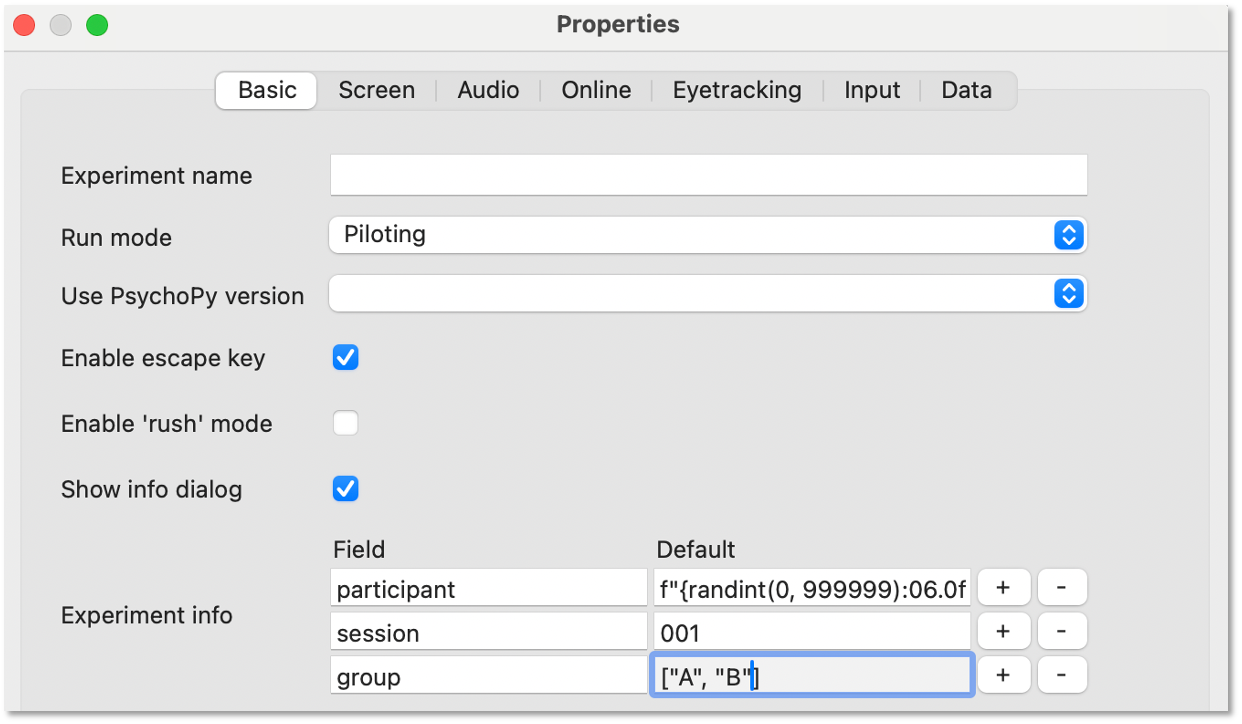 Properties
Basic Screen Audio Online Eyetracking Input Data
Experiment name
Run mode Piloting
Use PsychoPy version
Enable escape key
Enable 'rush' mode
Show info dialog
Field Default
participant f"{randint(0, 999999):06.0f + -
Experiment info
session 001 + -
group ["A", "B"] + -